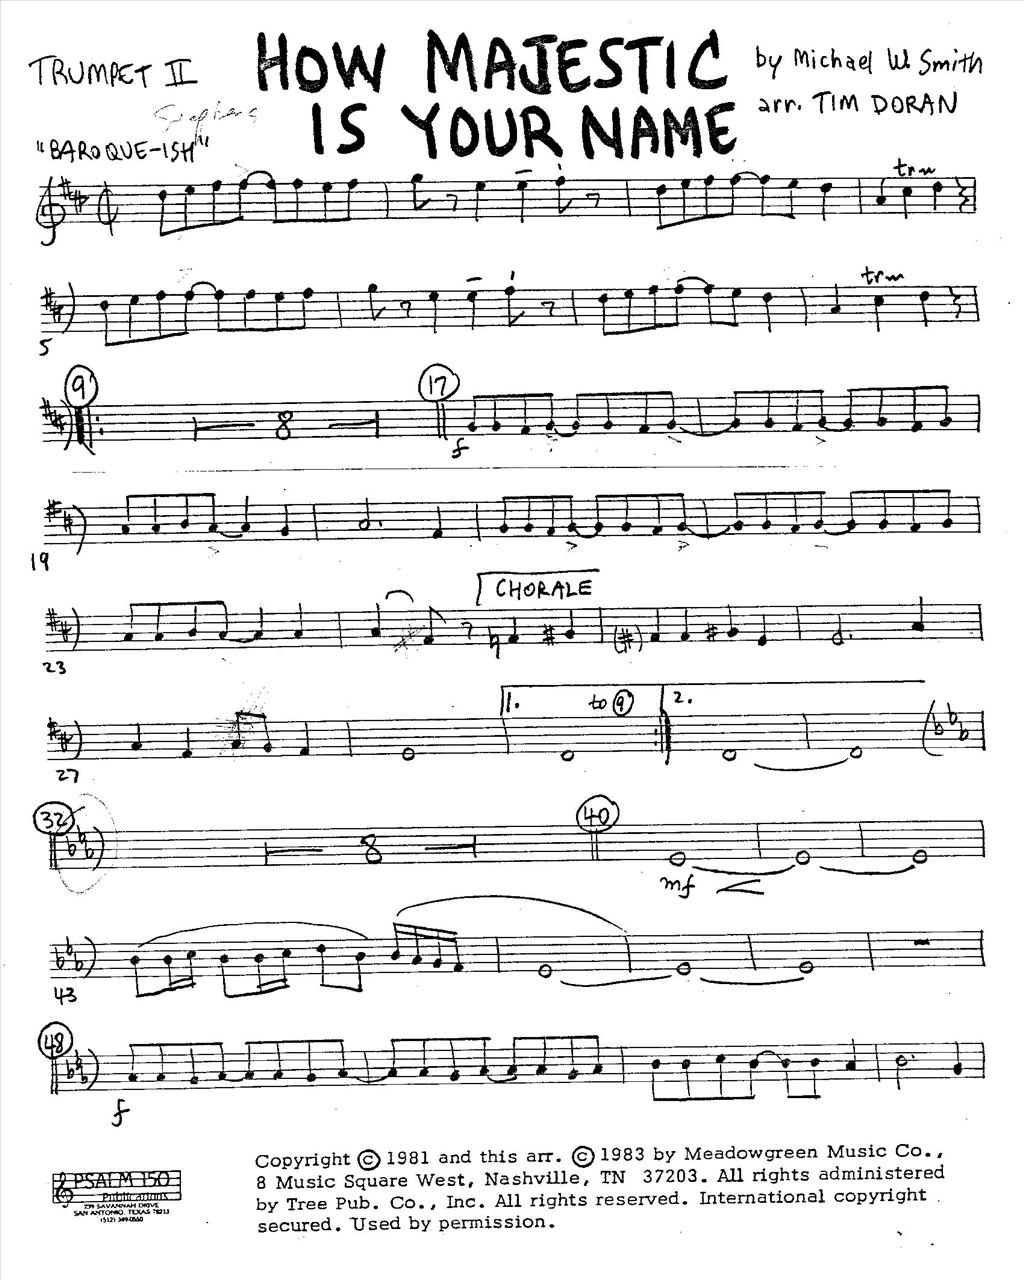 TRUMPET II
HOW MAJESTIC
IS YOUR NAME
by Michael W. Smith
arr. TIM DORAN
"BAROQUE-ISH"
tr
5
tr
9
8
17
f
19
CHORALE
23
1. to 9
2.
27
32
8
40
mf
43
48
f
PSALM 150
Publications
239 SAVANNAH DRIVE
SAN ANTONIO, TEXAS 78213
(512) 349-0560
Copyright © 1981 and this arr. © 1983 by Meadowgreen Music Co.,
8 Music Square West, Nashville, TN 37203. All rights administered
by Tree Pub. Co., Inc. All rights reserved. International copyright
secured. Used by permission.